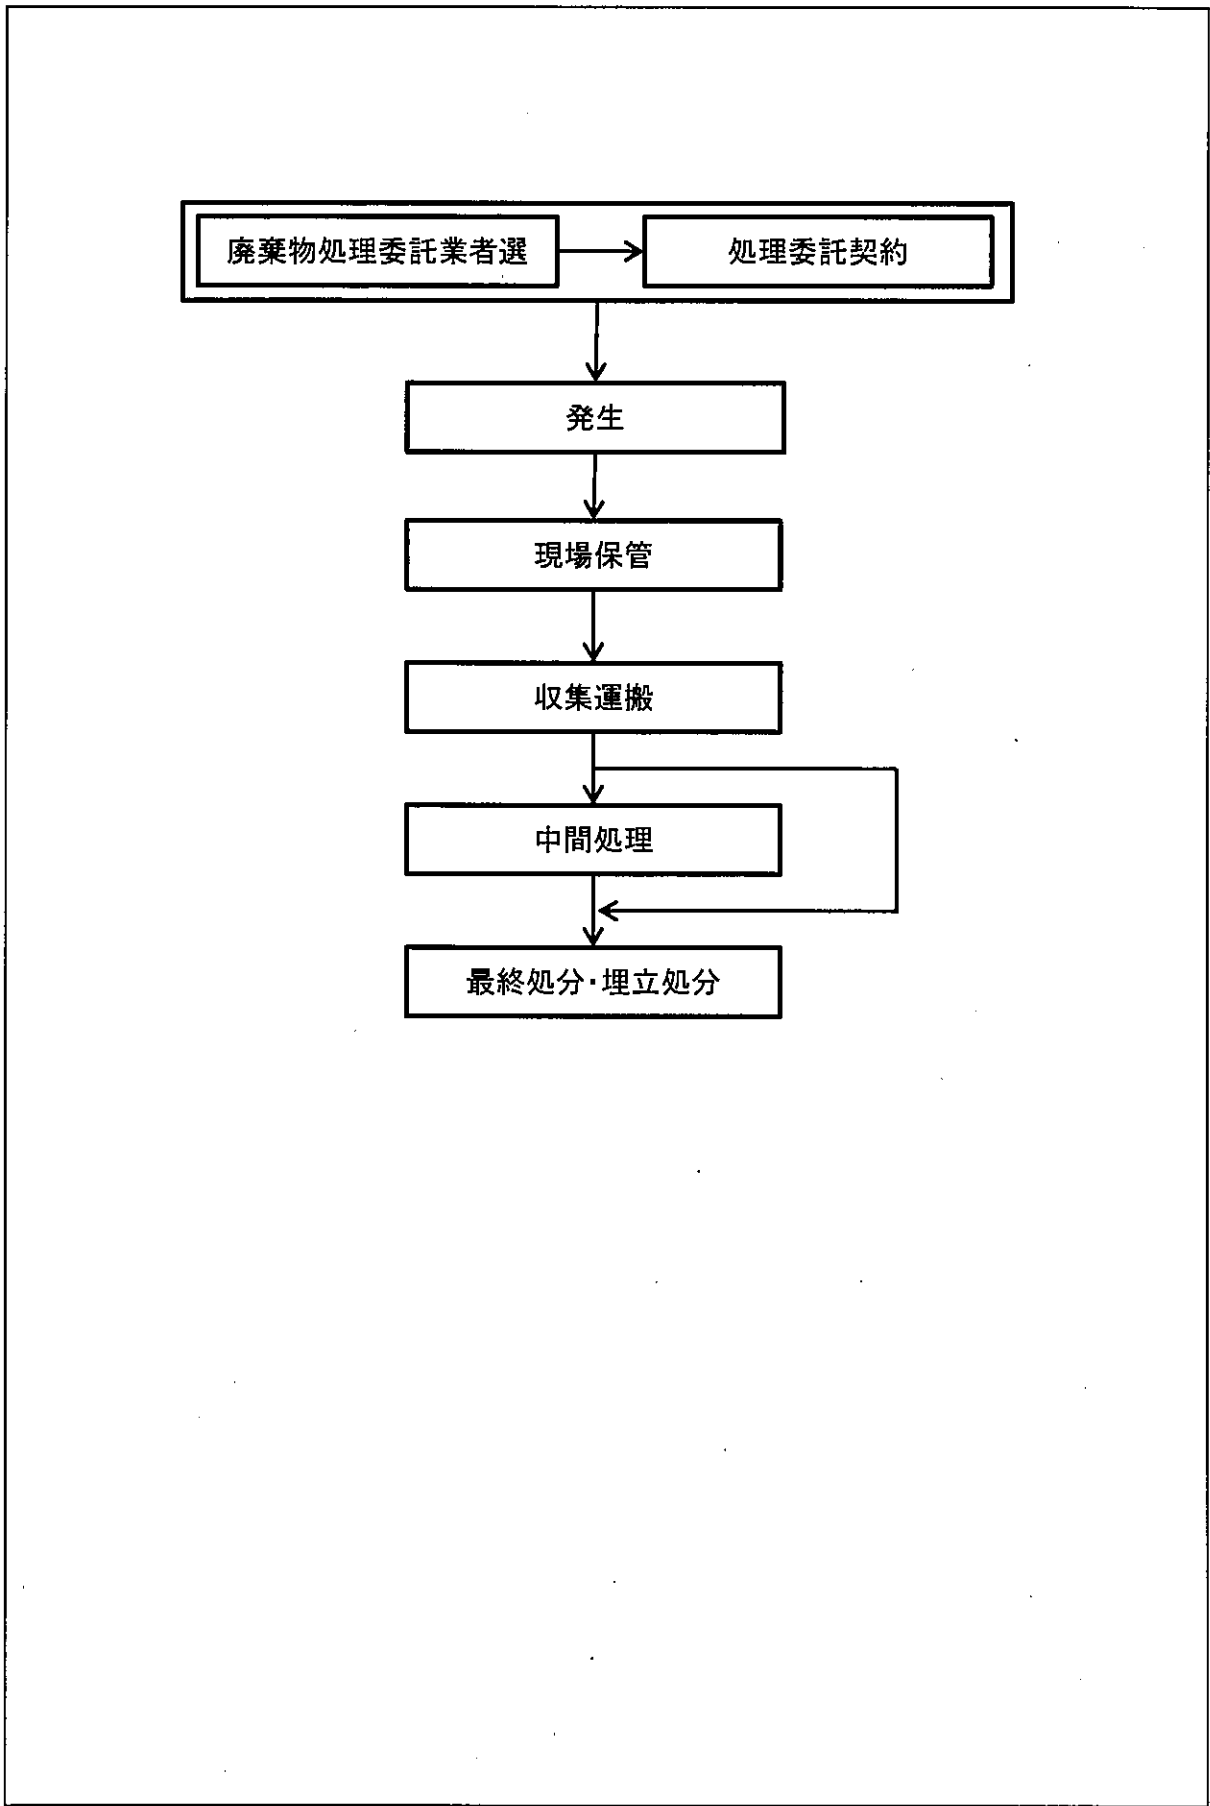 廃棄物処理委託業者選
処理委託契約
発生
現場保管
収集運搬
中間処理
最終処分・埋立処分